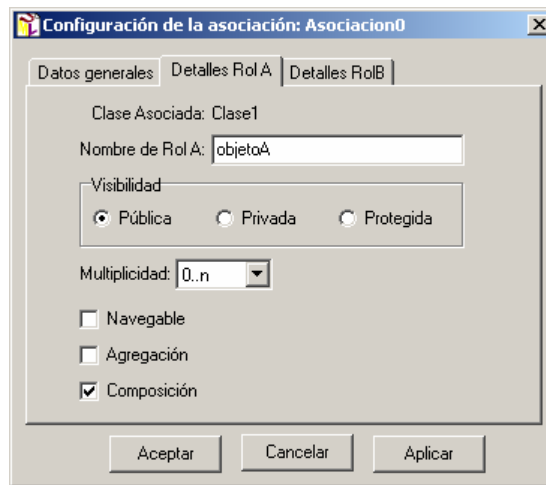 Configuración de la asociación: Asociacion0
Datos generales Detalles Rol A Detalles RolB
Clase Asociada: Clase1
Nombre de Rol A: objetoA
Visibilidad
Pública Privada Protegida
Multiplicidad: 0..n
Navegable
Agregación
Composición
Aceptar Cancelar Aplicar